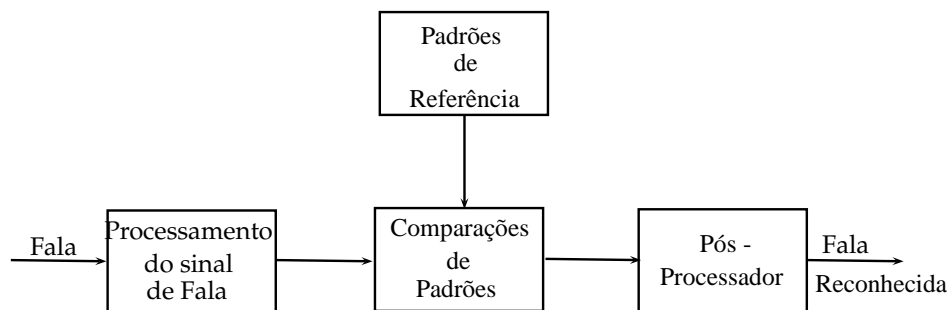 Padrões
de
Referência
Fala
Processamento
do sinal
de Fala
Comparações
de
Padrões
Pós -
Processador
Fala
Reconhecida